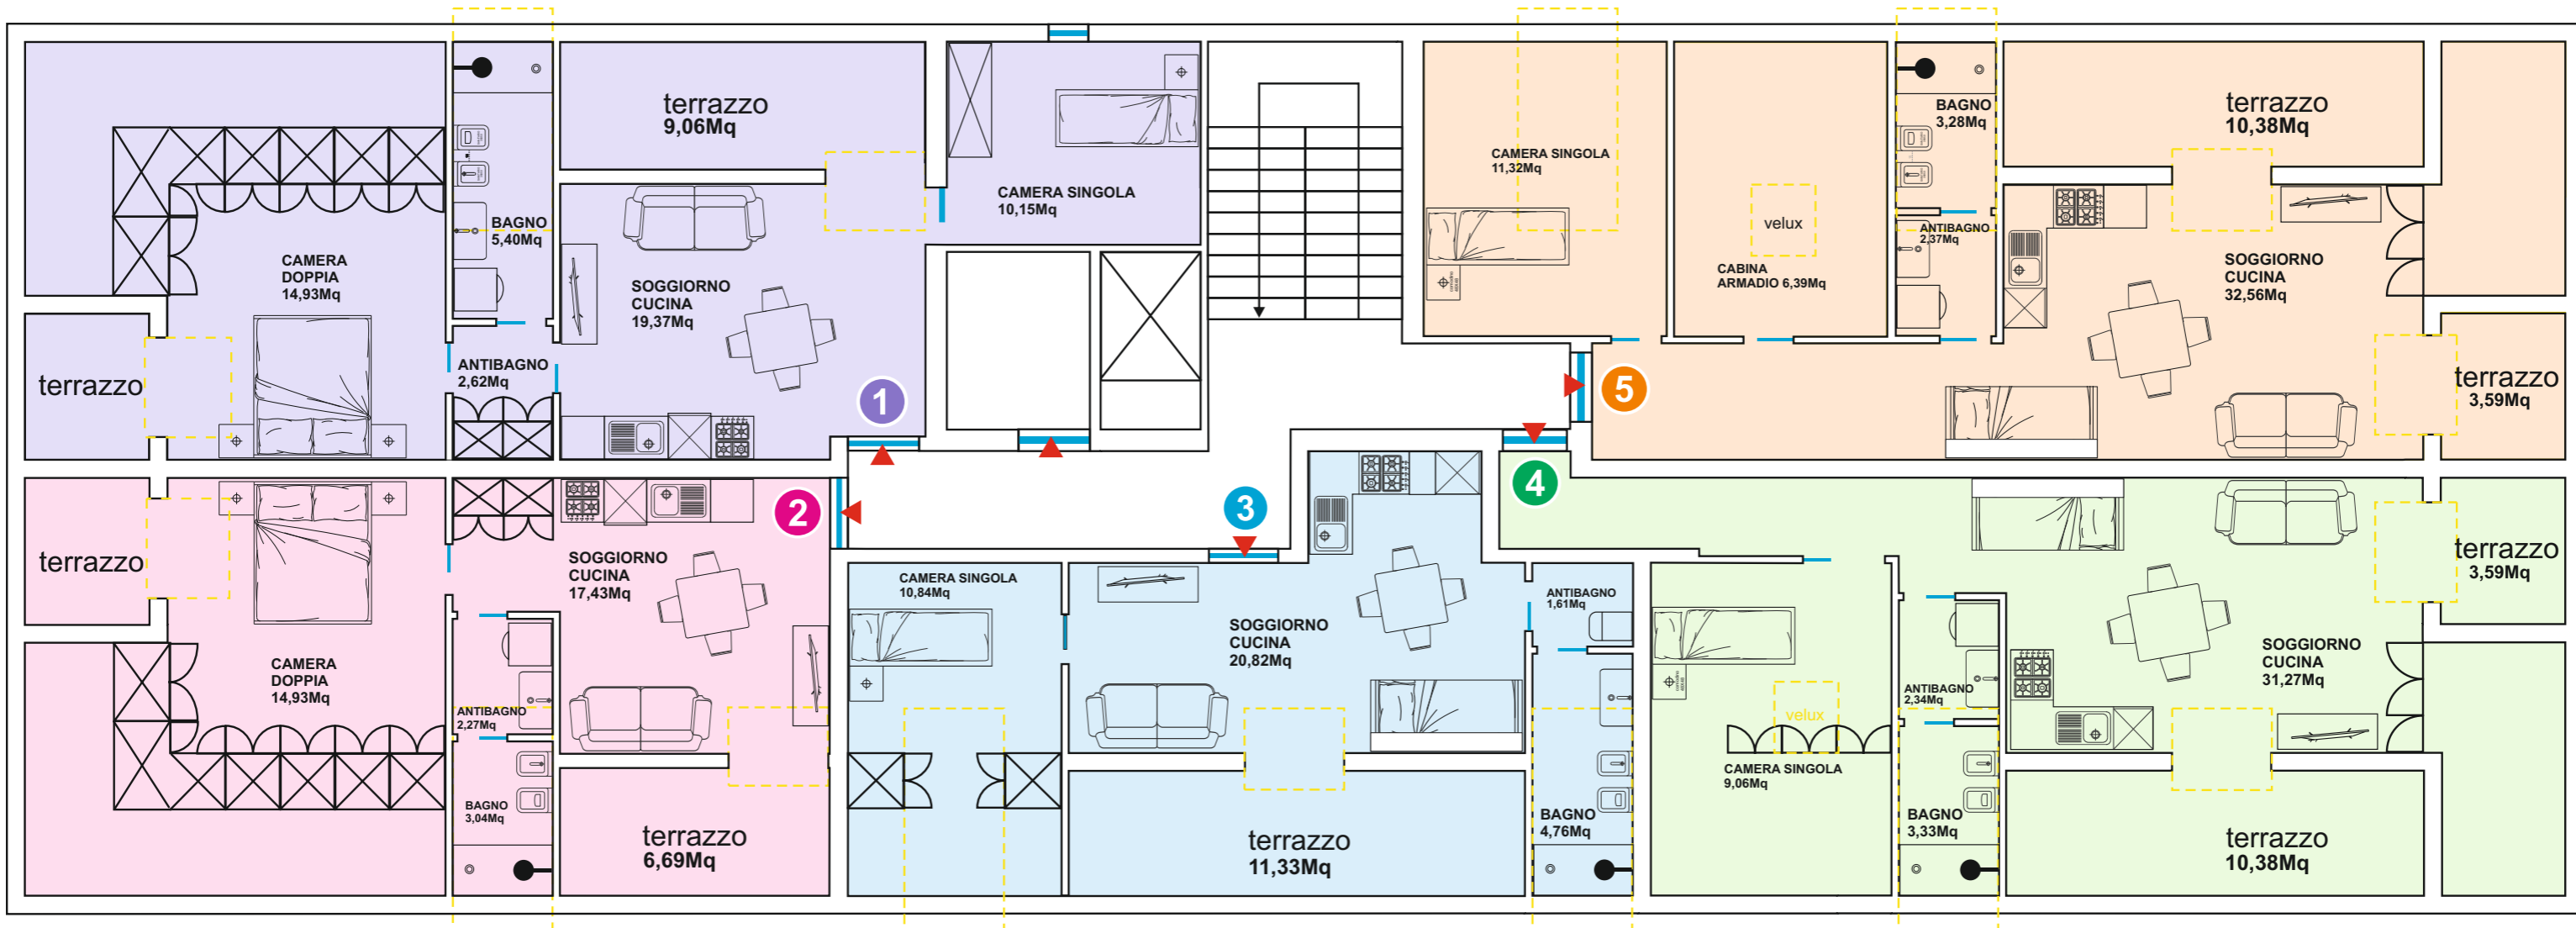 terrazzo
9,06Mq
CAMERA SINGOLA
10,15Mq
BAGNO
5,40Mq
CAMERA
DOPPIA
14,93Mq
SOGGIORNO
CUCINA
19,37Mq
ANTIBAGNO
2,62Mq
terrazzo
1
CAMERA SINGOLA
11,32Mq
velux
CABINA
ARMADIO 6,39Mq
BAGNO
3,28Mq
ANTIBAGNO
2,37Mq
terrazzo
10,38Mq
SOGGIORNO
CUCINA
32,56Mq
terrazzo
3,59Mq
5
terrazzo
2
SOGGIORNO
CUCINA
17,43Mq
CAMERA
DOPPIA
14,93Mq
ANTIBAGNO
2,27Mq
BAGNO
3,04Mq
terrazzo
6,69Mq
3
CAMERA SINGOLA
10,84Mq
SOGGIORNO
CUCINA
20,82Mq
ANTIBAGNO
1,61Mq
BAGNO
4,76Mq
terrazzo
11,33Mq
4
velux
CAMERA SINGOLA
9,06Mq
ANTIBAGNO
2,34Mq
BAGNO
3,33Mq
SOGGIORNO
CUCINA
31,27Mq
terrazzo
3,59Mq
terrazzo
10,38Mq